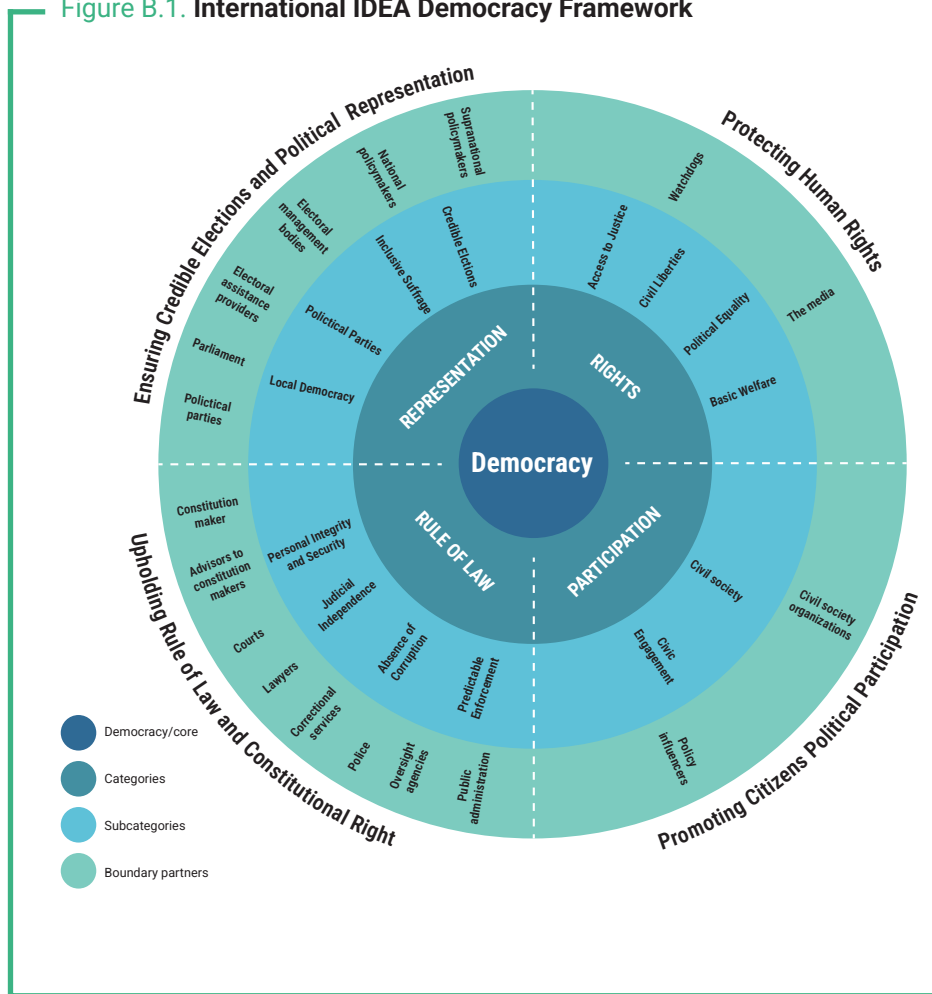 Figure B.1. International IDEA Democracy Framework
Ensuring Credible Elections and Political Representation
Protecting Human Rights
Upholding Rule of Law and Constitutional Right
Promoting Citizens Political Participation
Supranational
policymakers
National
policymakers
Electoral
management
bodies
Electoral
assistance
providers
Parliament
Polictical
parties
Credible Elctions
Inclusive Suffrage
Polictical Parties
Local Democracy
REPRESENTATION
Watchdogs
The media
Access to Justice
Civil Liberties
Political Equality
Basic Welfare
RIGHTS
Democracy
RULE OF LAW
PARTICIPATION
Constitution
maker
Advisors to
constitution
makers
Courts
Lawyers
Correctional
services
Police
Oversight
agencies
Public
administration
Personal Integrity
and Security
Judicial
Independence
Absence of
Corruption
Predictable
Enforcement
Civil society
Civic
Engagement
Civil society
organizations
Policy
influencers
Democracy/core
Categories
Subcategories
Boundary partners